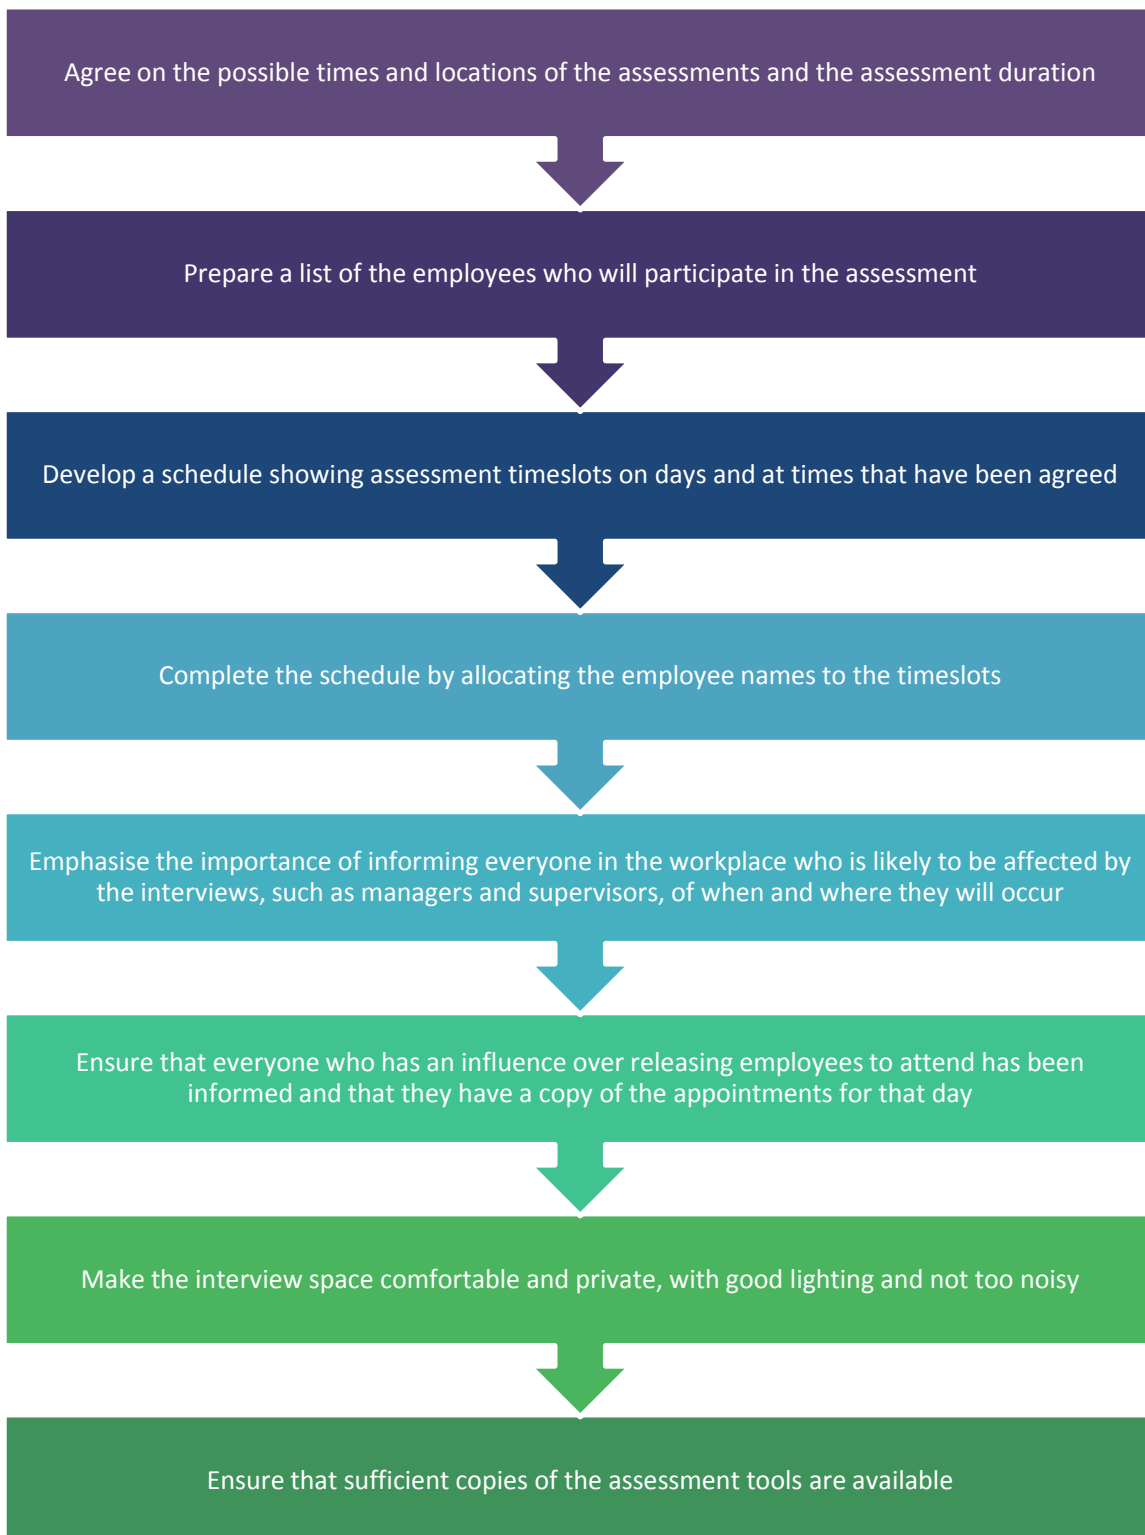 Agree on the possible times and locations of the assessments and the assessment duration
Prepare a list of the employees who will participate in the assessment
Develop a schedule showing assessment timeslots on days and at times that have been agreed
Complete the schedule by allocating the employee names to the timeslots
Emphasise the importance of informing everyone in the workplace who is likely to be affected by
the interviews, such as managers and supervisors, of when and where they will occur
Ensure that everyone who has an influence over releasing employees to attend has been
informed and that they have a copy of the appointments for that day
Make the interview space comfortable and private, with good lighting and not too noisy
Ensure that sufficient copies of the assessment tools are available